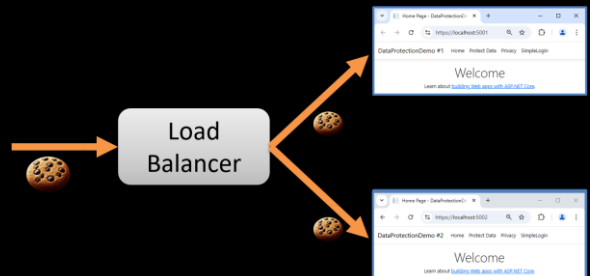 Home Page - DataProtectionD
https://localhost:5001
DataProtectionDemo #1 Home Protect Data Privacy SimpleLogin
Welcome
Learn about building Web apps with ASP.NET Core.
Load
Balancer
Home Page - DataProtectionD
https://localhost:5002
DataProtectionDemo #2 Home Protect Data Privacy SimpleLogin
Welcome
Learn about building Web apps with ASP.NET Core.